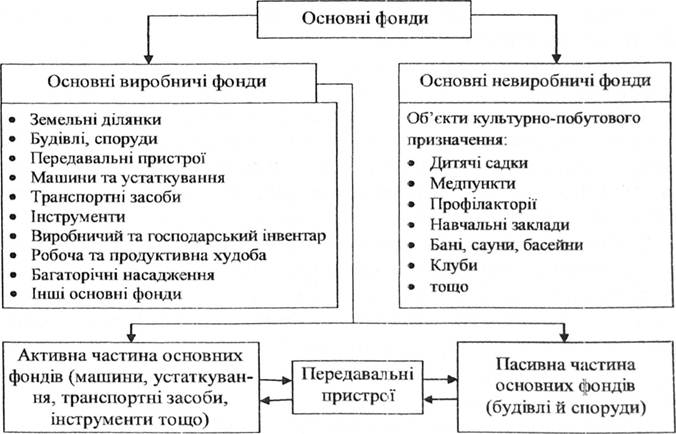 Основні фонди
Основні виробничі фонди
• Земельні ділянки
• Будівлі, споруди
• Передавальні пристрої
• Машини та устаткування
• Транспортні засоби
• Інструменти
• Виробничий та господарський інвентар
• Робоча та продуктивна худоба
• Багаторічні насадження
• Інші основні фонди
Основні невиробничі фонди
Об’єкти культурно-побутового
призначення:
• Дитячі садки
• Медпункти
• Профілакторії
• Навчальні заклади
• Бані, сауни, басейни
• Клуби
• тощо
Активна частина основних
фондів (машини, устаткуван-
ня, транспортні засоби,
інструменти тощо)
Передавальні
пристрої
Пасивна частина
основних фондів
(будівлі й споруди)